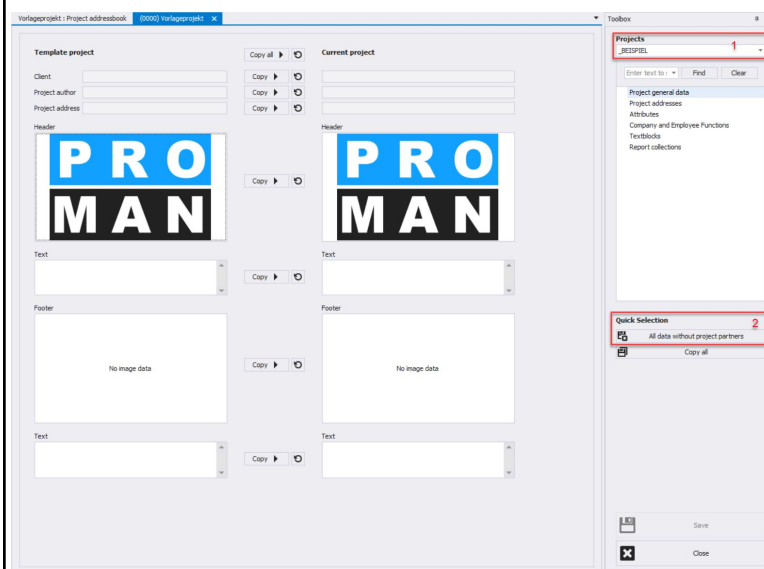 Vorlageprojekt : Project addressbook
(0000) Vorlageprojekt
Toolbox
Template project
Copy all
Current project
Client
Copy
Project author
Copy
Project address
Copy
Header
Header
PRO
MAN
Copy
PRO
MAN
Text
Text
Copy
Footer
Footer
No image data
Copy
No image data
Text
Text
Copy
Projects
1
_BEISPIEL
Enter text to
Find
Clear
Project general data
Project addresses
Attributes
Company and Employee Functions
Textblocks
Report collections
Quick Selection
2
All data without project partners
Copy all
Save
Close